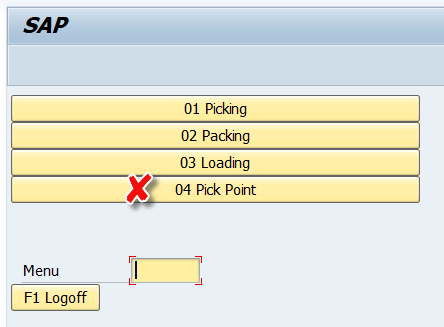 SAP
01 Picking
02 Packing
03 Loading
04 Pick Point
Menu
F1 Logoff